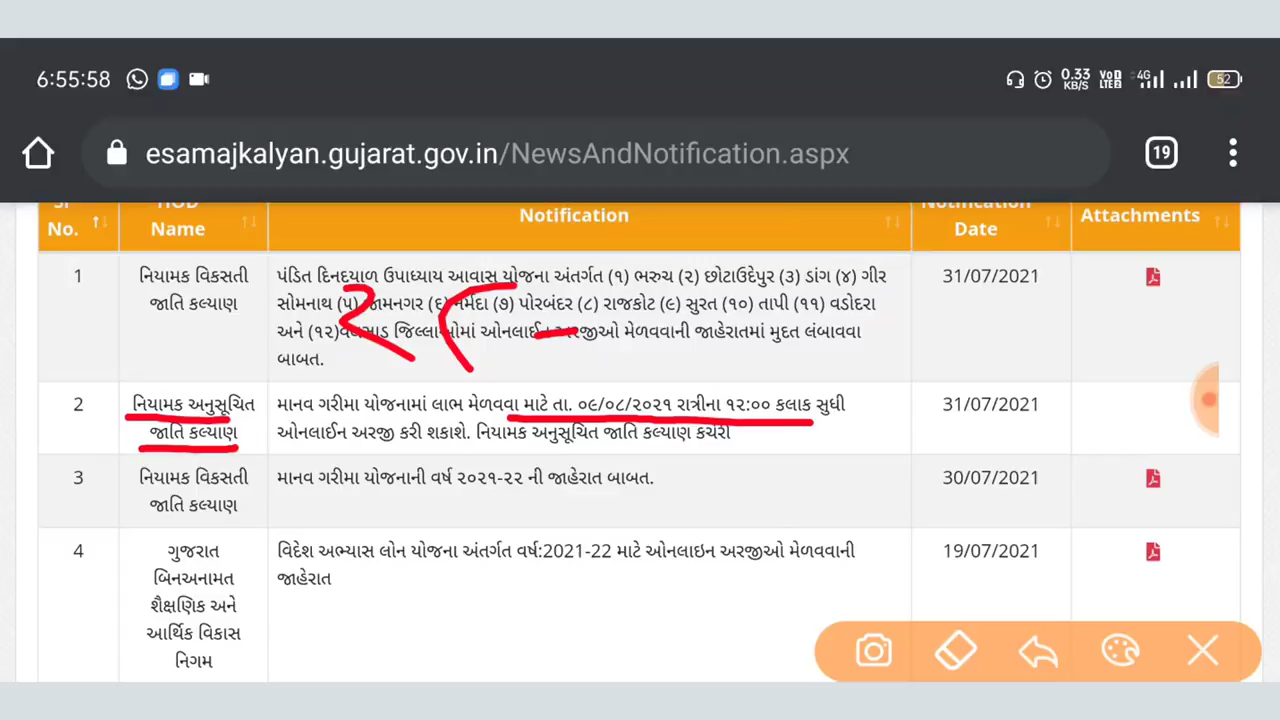 6:55:58
0.33 KB/S
VoD LTE2
4G
52
esamajkalyan.gujarat.gov.in/NewsAndNotification.aspx
19
Sr HOD Notification
No. Name Notification Date Attachments
1 નિયામક વિકસતી જાતિ કલ્યાણ
પંડિત દિનદયાળ ઉપાધ્યાય આવાસ યોજના અંતર્ગત (૧) ભરુચ (૨) છોટાઉદેપુર (૩) ડાંગ (૪) ગીર
સોમનાથ (૫) જામનગર (૬) નર્મદા (૭) પોરબંદર (૮) રાજકોટ (૯) સુરત (૧૦) તાપી (૧૧) વડોદરા
અને (૧૨)વલસાડ જિલ્લાઓમાં ઓનલાઈન અરજીઓ મેળવવાની જાહેરાતમાં મુદત લંબાવવા
બાબત.
31/07/2021
2 નિયામક અનુસૂચિત જાતિ કલ્યાણ
માનવ ગરીમા યોજનામાં લાભ મેળવવા માટે તા. ૦૯/૦૮/૨૦૨૧ રાત્રીના ૧૨:૦૦ કલાક સુધી
ઓનલાઈન અરજી કરી શકાશે. નિયામક અનુસૂચિત જાતિ કલ્યાણ કચેરી
31/07/2021
3 નિયામક વિકસતી જાતિ કલ્યાણ
માનવ ગરીમા યોજનાની વર્ષ ૨૦૨૧-૨૨ ની જાહેરાત બાબત.
30/07/2021
4 ગુજરાત બિનઅનામત શૈક્ષણિક અને આર્થિક વિકાસ નિગમ
વિદેશ અભ્યાસ લોન યોજના અંતર્ગત વર્ષ:2021-22 માટે ઓનલાઇન અરજીઓ મેળવવાની
જાહેરાત
19/07/2021